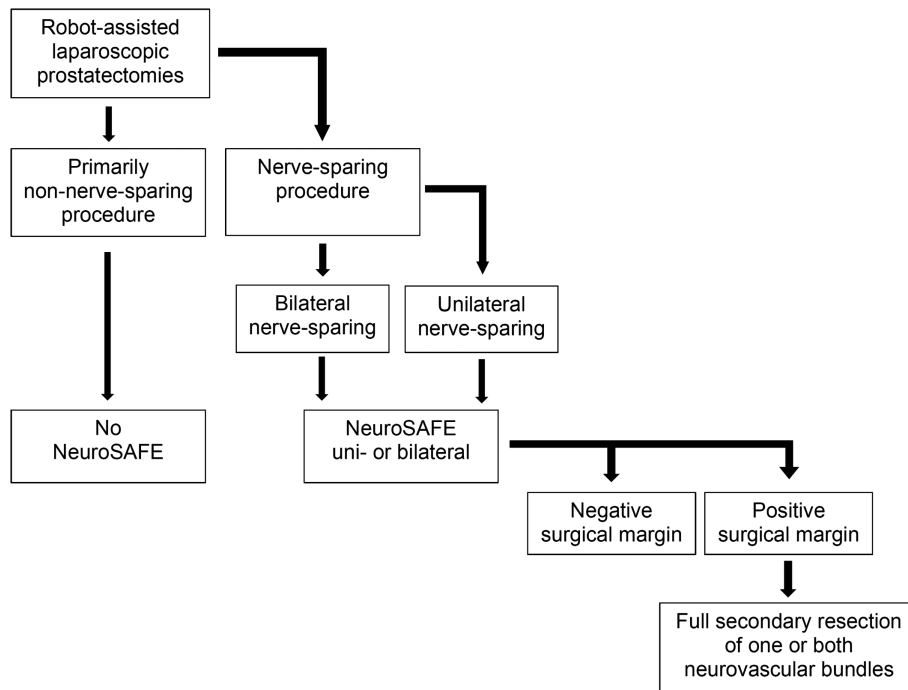 Robot-assisted
laparoscopic
prostatectomies
Primarily
non-nerve-sparing
procedure
Nerve-sparing
procedure
Bilateral
nerve-sparing
Unilateral
nerve-sparing
No
NeuroSAFE
NeuroSAFE
uni- or bilateral
Negative
surgical margin
Positive
surgical margin
Full secondary resection
of one or both
neurovascular bundles